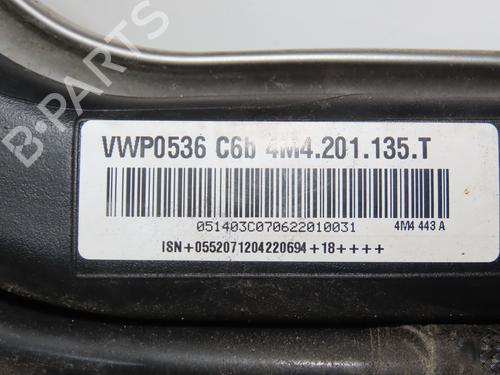 B-PARTS
VWP0536 C6b 4M4.201.135.T
051403C070622010031 4M4 443 A
ISN+0552071204220694+18++++